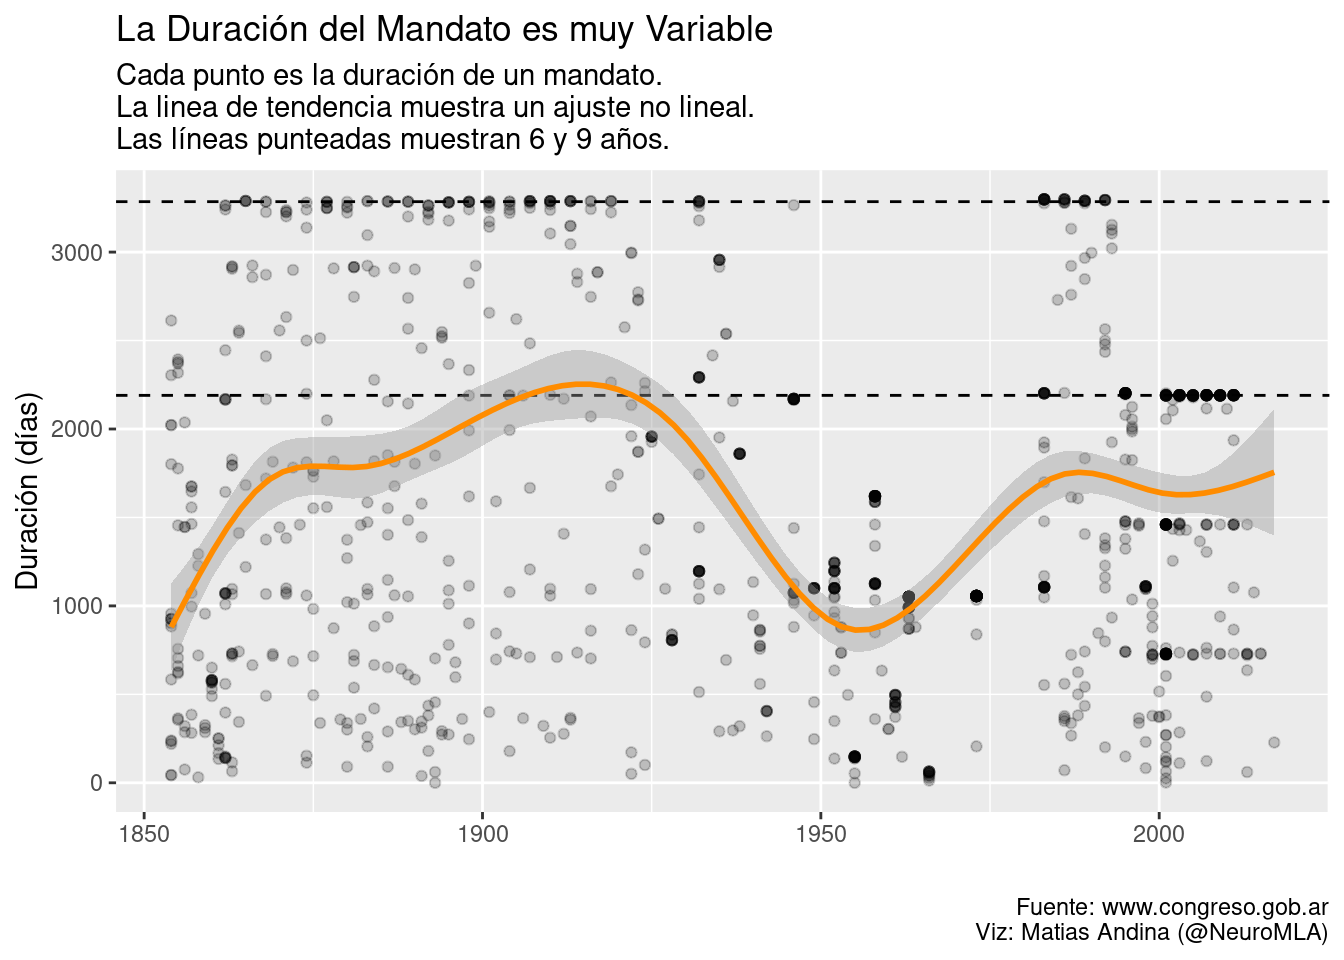 La Duración del Mandato es muy Variable
Cada punto es la duración de un mandato.
La linea de tendencia muestra un ajuste no lineal.
Las líneas punteadas muestran 6 y 9 años.
Duración (días)
3000
2000
1000
0
1850
1900
1950
2000
Fuente: www.congreso.gob.ar
Viz: Matias Andina (@NeuroMLA)